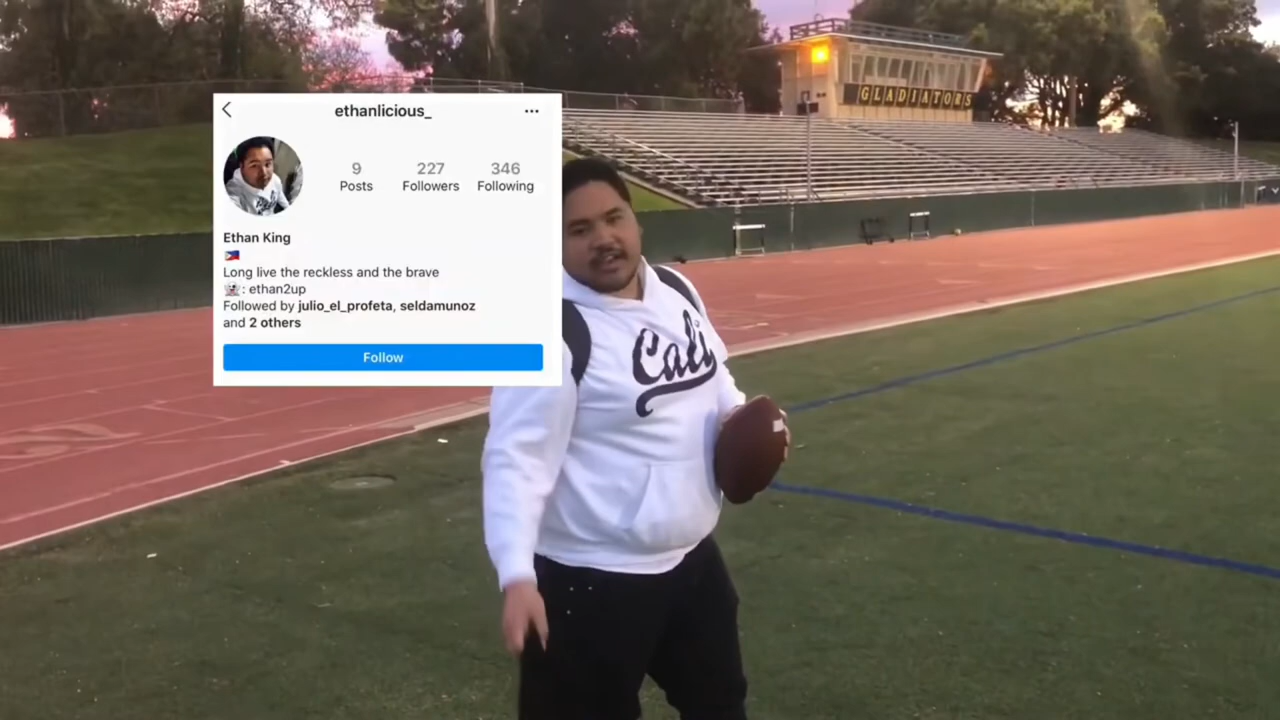 GLADIATORS
ethanlicious_
9
227
346
Posts
Followers
Following
Ethan King
Long live the reckless and the brave
: ethan2up
Followed by julio_el_profeta, seldamunoz
and 2 others
Follow
Cali